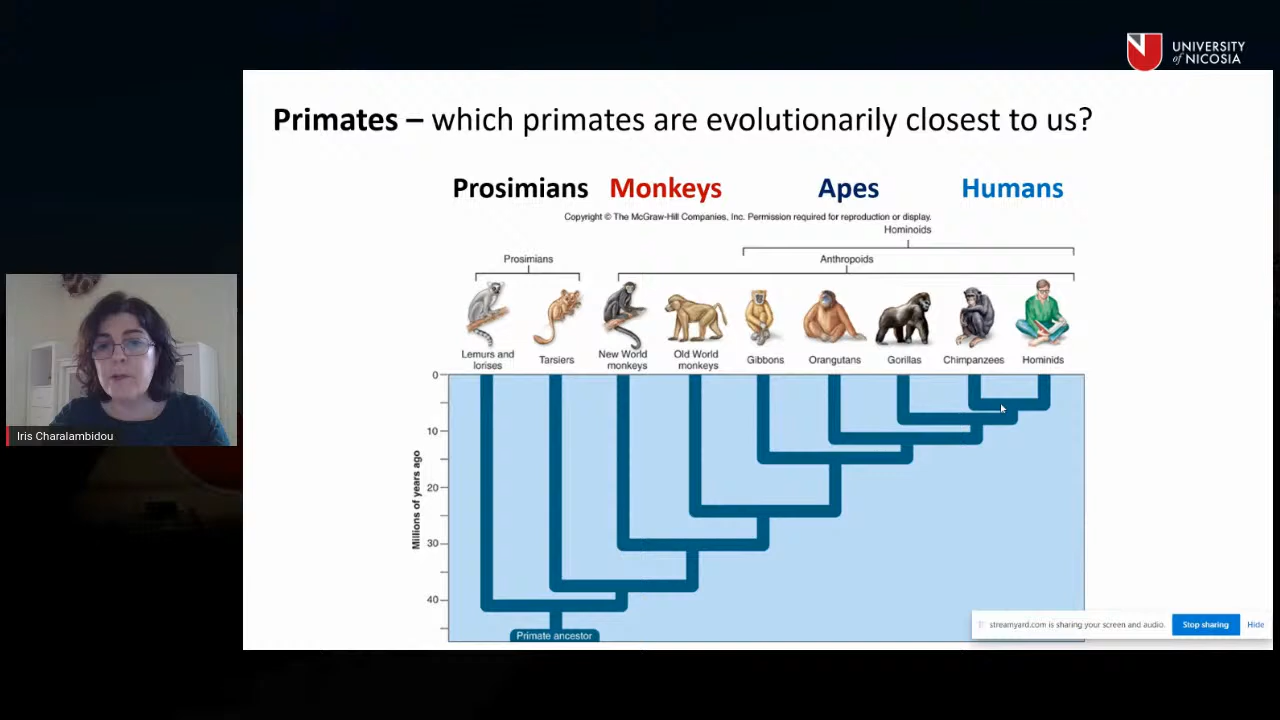 UNIVERSITY
of NICOSIA
Primates – which primates are evolutionarily closest to us?
Prosimians Monkeys Apes Humans
Copyright © The McGraw-Hill Companies, Inc. Permission required for reproduction or display.
Hominoids
Prosimians Anthropoids
Lemurs and
lorises
Tarsiers
New World
monkeys
Old World
monkeys
Gibbons
Orangutans
Gorillas
Chimpanzees
Hominids
0
10
20
30
40
Millions of years ago
Primate ancestor
Iris Charalambidou
streamyard.com is sharing your screen and audio.
Stop sharing
Hide